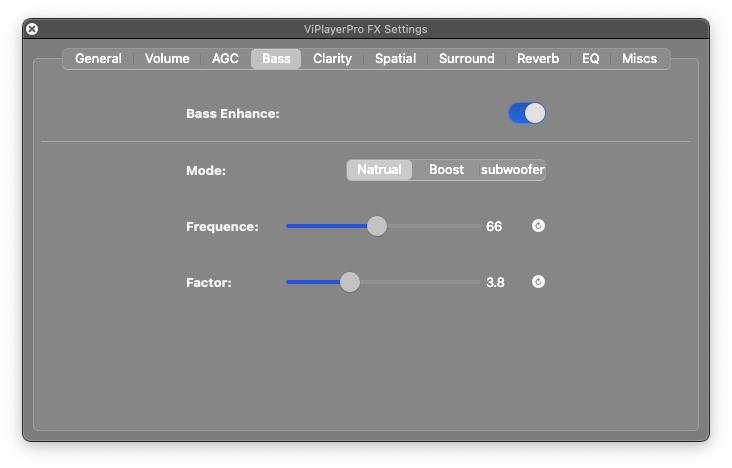 ViPlayerPro FX Settings
General Volume AGC Bass Clarity Spatial Surround Reverb EQ Miscs
Bass Enhance:
Mode: Natrual Boost subwoofer
Frequence: 66
Factor: 3.8